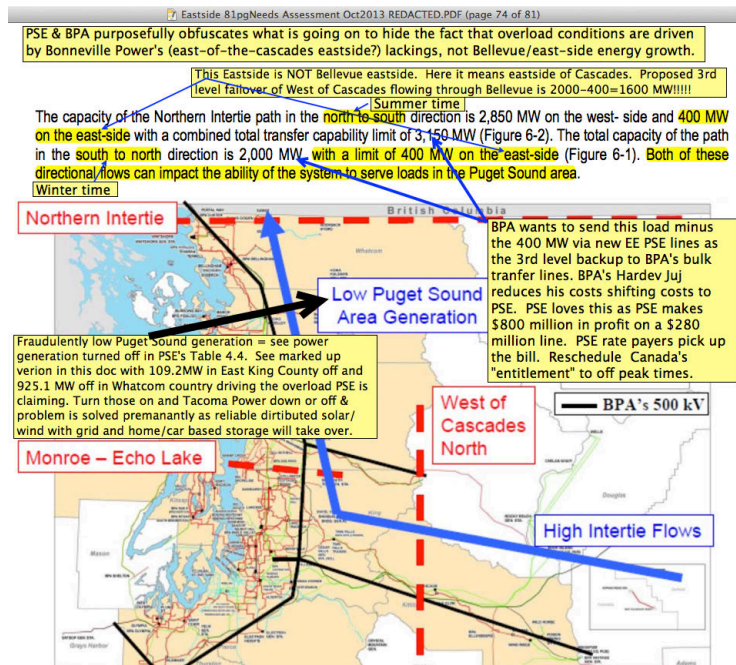 Eastside 81pgNeeds Assessment Oct2013 REDACTED.PDF (page 74 of 81)
PSE & BPA purposefully obfuscates what is going on to hide the fact that overload conditions are driven
by Bonneville Power's (east-of-the-cascades eastside?) lackings, not Bellevue/east-side energy growth.
This Eastside is NOT Bellevue eastside. Here it means eastside of Cascades. Proposed 3rd
level failover of West of Cascades flowing through Bellevue is 2000-400=1600 MW!!!!!
Summer time
The capacity of the Northern Intertie path in the north to south direction is 2,850 MW on the west- side and 400 MW
on the east-side with a combined total transfer capability limit of 3,150 MW (Figure 6-2). The total capacity of the path
in the south to north direction is 2,000 MW, with a limit of 400 MW on the east-side (Figure 6-1). Both of these
directional flows can impact the ability of the system to serve loads in the Puget Sound area.
Winter time
Northern Intertie
British Columbia
Whatcom
BPA wants to send this load minus
the 400 MW via new EE PSE lines as
the 3rd level backup to BPA's bulk
tranfer lines. BPA's Hardev Juj
reduces his costs shifting costs to
PSE. PSE loves this as PSE makes
$800 million in profit on a $280
million line. PSE rate payers pick up
the bill. Reschedule Canada's
"entitlement" to off peak times.
Low Puget Sound
Area Generation
Fraudulently low Puget Sound generation = see power
generation turned off in PSE's Table 4.4. See marked up
verion in this doc with 109.2MW in East King County off and
925.1 MW off in Whatcom country driving the overload PSE is
claiming. Turn those on and Tacoma Power down or off &
problem is solved premanantly as reliable dirtibuted solar/
wind with grid and home/car based storage will take over.
BPA's 500 kV
West of
Cascades
North
Monroe – Echo Lake
Douglas
King
High Intertie Flows
Mason
Grays Harbor